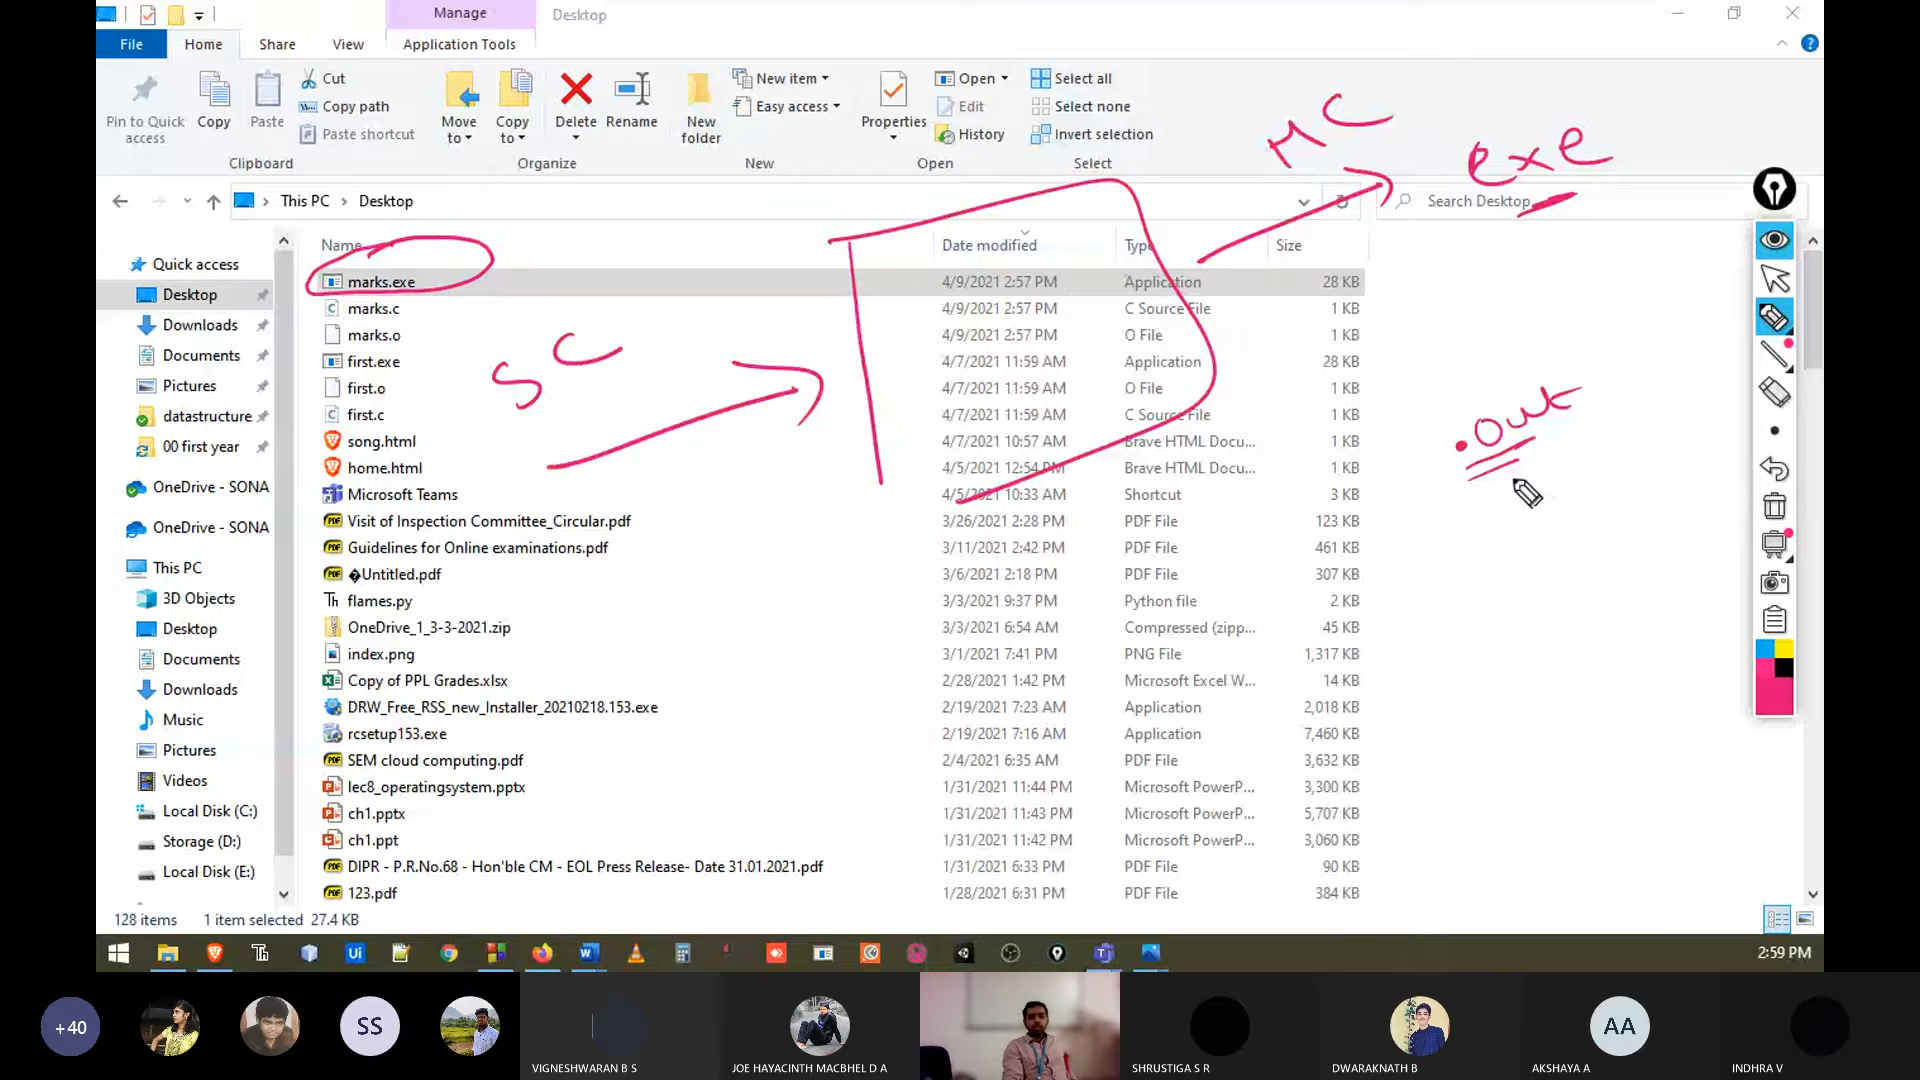 Manage
Desktop
File Home Share View Application Tools
Pin to Quick access
Copy
Paste
Cut
Copy path
Paste shortcut
Clipboard
Move to
Copy to
Delete
Rename
Organize
New folder
New item
Easy access
New
Properties
Open
Edit
History
Open
Select all
Select none
Invert selection
Select
MC
exe
This PC Desktop
Search Desktop
Name Date modified Type Size
Quick access
Desktop
Downloads
Documents
Pictures
datastructure
00 first year
OneDrive - SONA
OneDrive - SONA
This PC
3D Objects
Desktop
Documents
Downloads
Music
Pictures
Videos
Local Disk (C:)
Storage (D:)
Local Disk (E:)
marks.exe 4/9/2021 2:57 PM Application 28 KB
marks.c 4/9/2021 2:57 PM C Source File 1 KB
marks.o 4/9/2021 2:57 PM O File 1 KB
first.exe 4/7/2021 11:59 AM Application 28 KB
first.o 4/7/2021 11:59 AM O File 1 KB
first.c 4/7/2021 11:59 AM C Source File 1 KB
song.html 4/7/2021 10:57 AM Brave HTML Docu... 1 KB
home.html 4/5/2021 12:54 PM Brave HTML Docu... 1 KB
Microsoft Teams 4/5/2021 10:33 AM Shortcut 3 KB
Visit of Inspection Committee_Circular.pdf 3/26/2021 2:28 PM PDF File 123 KB
Guidelines for Online examinations.pdf 3/11/2021 2:42 PM PDF File 461 KB
�Untitled.pdf 3/6/2021 2:18 PM PDF File 307 KB
flames.py 3/3/2021 9:37 PM Python file 2 KB
OneDrive_1_3-3-2021.zip 3/3/2021 6:54 AM Compressed (zipp... 45 KB
index.png 3/1/2021 7:41 PM PNG File 1,317 KB
Copy of PPL Grades.xlsx 2/28/2021 1:42 PM Microsoft Excel W... 14 KB
DRW_Free_RSS_new_Installer_20210218.153.exe 2/19/2021 7:23 AM Application 2,018 KB
rcsetup153.exe 2/19/2021 7:16 AM Application 7,460 KB
SEM cloud computing.pdf 2/4/2021 6:35 AM PDF File 3,632 KB
lec8_operatingsystem.pptx 1/31/2021 11:44 PM Microsoft PowerP... 3,300 KB
ch1.pptx 1/31/2021 11:43 PM Microsoft PowerP... 5,707 KB
ch1.ppt 1/31/2021 11:42 PM Microsoft PowerP... 3,060 KB
DIPR - P.R.No.68 - Hon'ble CM - EOL Press Release- Date 31.01.2021.pdf 1/31/2021 6:33 PM PDF File 90 KB
123.pdf 1/28/2021 6:31 PM PDF File 384 KB
SC
.out
128 items 1 item selected 27.4 KB
2:59 PM
+40
SS
AA
VIGNESHWARAN B S
JOE HAYACINTH MACBHEL D A
SHRUSTIGA S R
DWARAKNATH B
AKSHAYA A
INDHRA V